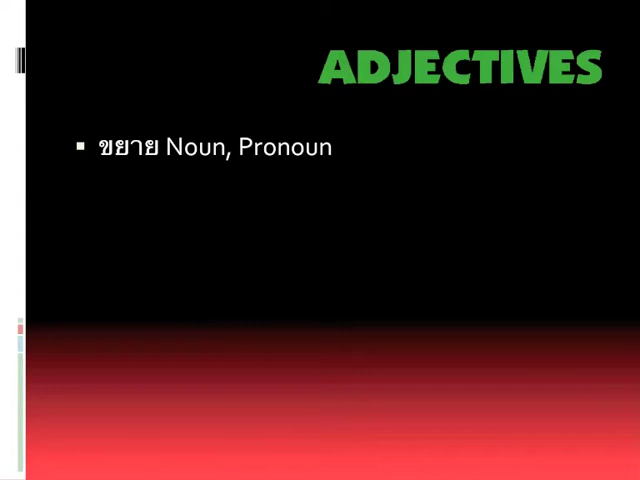 ADJECTIVES
▪ ขยาย Noun, Pronoun